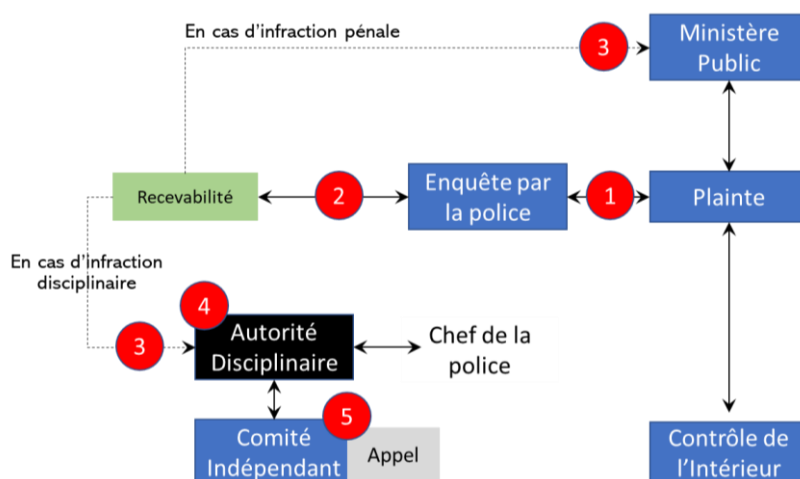 En cas d'infraction pénale
3
Ministère
Public
Recevabilité
2
Enquête par
la police
1
Plainte
En cas d'infraction
disciplinaire
4
3
Autorité
Disciplinaire
Chef de la
police
5
Comité
Indépendant
Appel
Contrôle de
l'Intérieur